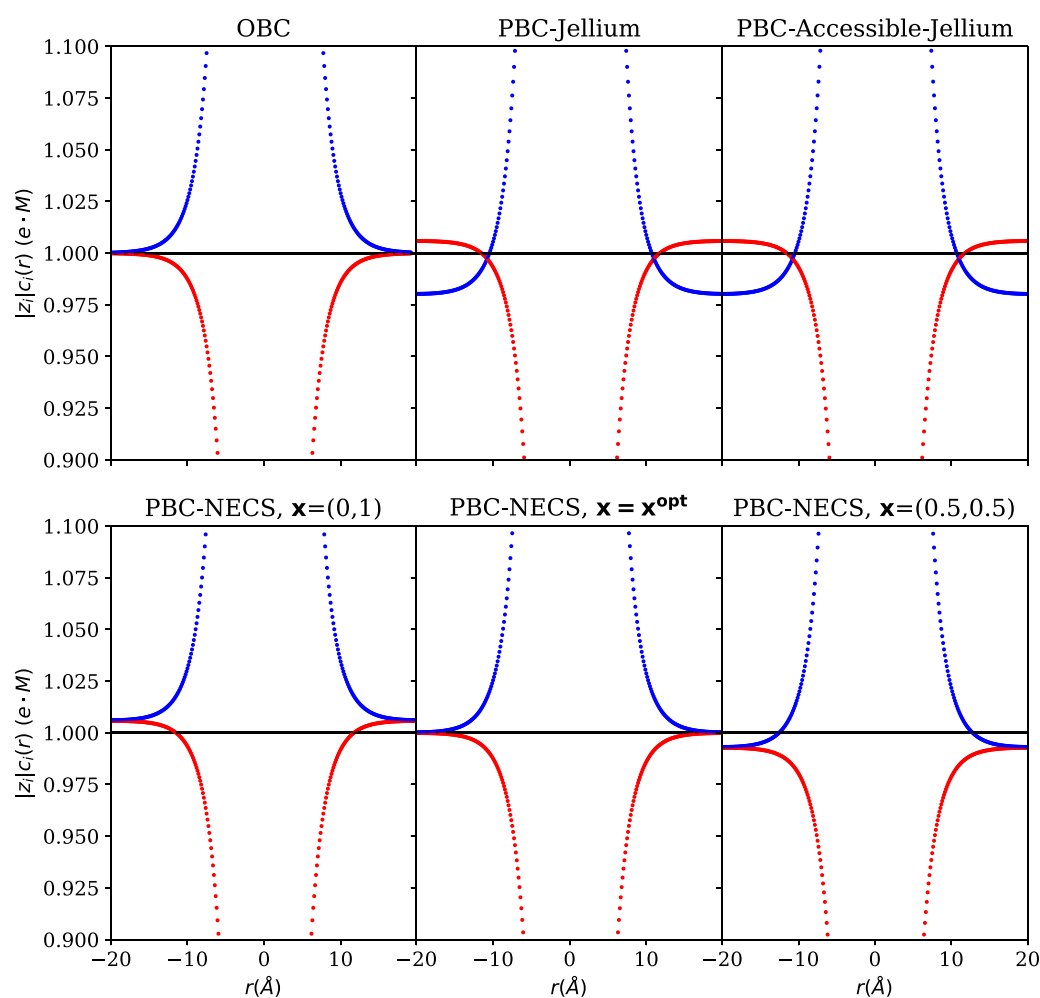 OBC
PBC-Jellium
PBC-Accessible-Jellium
1.100
1.075
1.050
1.025
1.000
0.975
0.950
0.925
0.900
|z_i|c_i(r) (e · M)
PBC-NECS, x=(0,1)
PBC-NECS, x = x^opt
PBC-NECS, x=(0.5,0.5)
1.100
1.075
1.050
1.025
1.000
0.975
0.950
0.925
0.900
|z_i|c_i(r) (e · M)
−20 −10 0 10 −20 −10 0 10 −20 −10 0 10 20
r(Å) r(Å) r(Å)